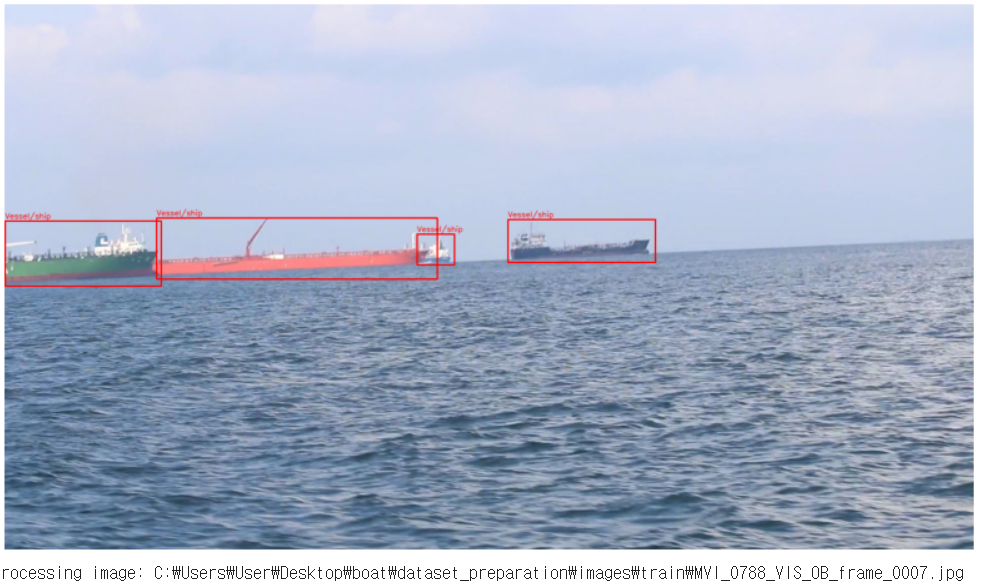 Vessel/ship
Vessel/ship
Vessel/ship
Vessel/ship
rocessing image: C:₩Users₩User₩Desktop₩boat₩dataset_preparation₩images₩train₩MVI_0788_VIS_OB_frame_0007.jpg